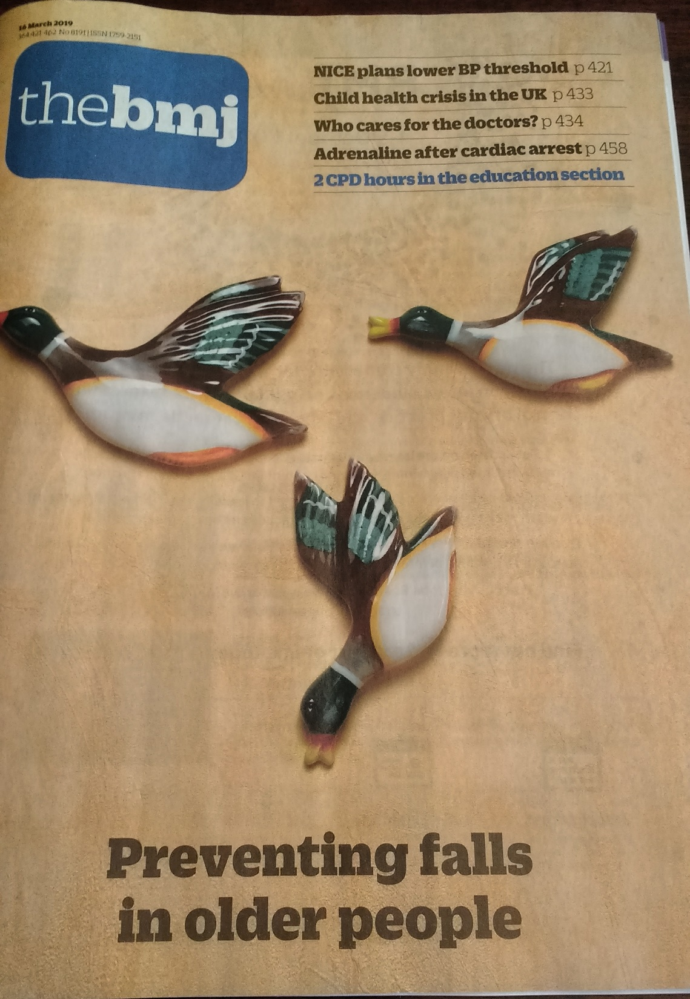 16 March 2019
364:421-462 No 8191 | ISSN 1759-2151
thebmj
NICE plans lower BP threshold p 421
Child health crisis in the UK p 433
Who cares for the doctors? p 434
Adrenaline after cardiac arrest p 458
2 CPD hours in the education section
Preventing falls
in older people